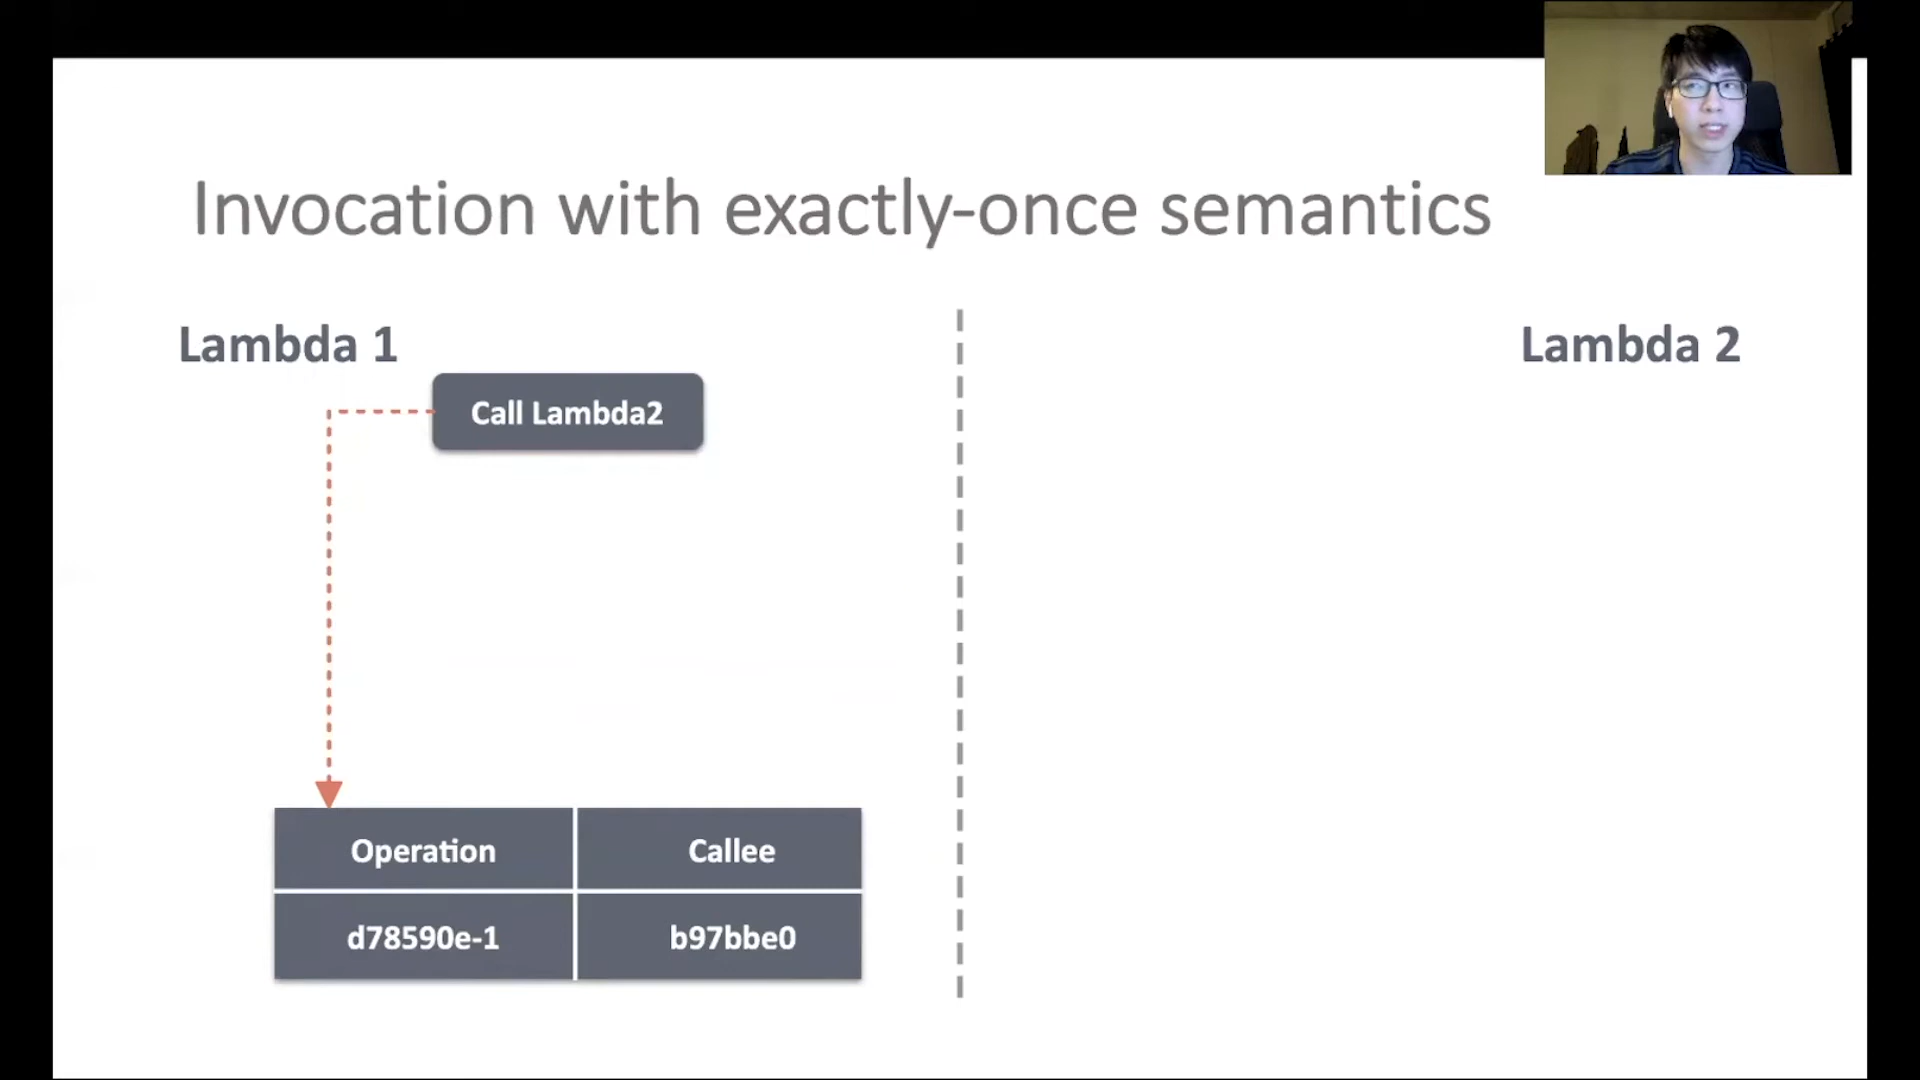 Invocation with exactly-once semantics
Lambda 1
Lambda 2
Call Lambda2
Operation
Callee
d78590e-1
b97bbe0